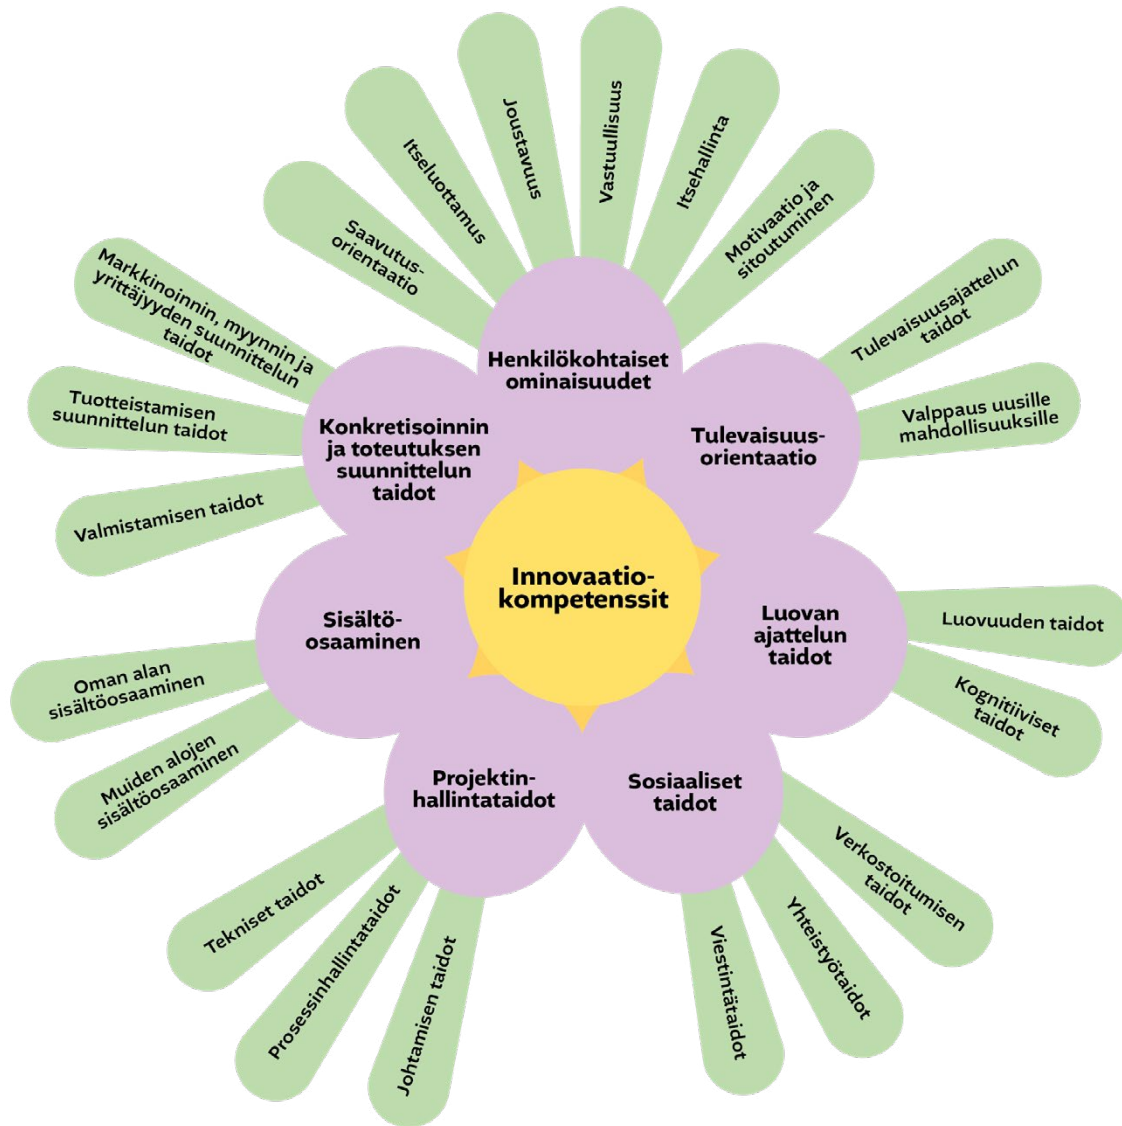 Innovaatio-
kompetenssit
Henkilökohtaiset
ominaisuudet
Saavutus-
orientaatio
Itseluottamus
Joustavuus
Vastuullisuus
Itsehallinta
Motivaatio ja
sitoutuminen
Tulevaisuus-
orientaatio
Tulevaisuusajattelun
taidot
Valppaus uusille
mahdollisuuksille
Luovan
ajattelun
taidot
Luovuuden taidot
Kognitiiviset
taidot
Sosiaaliset
taidot
Verkostoitumisen
taidot
Yhteistyötaidot
Viestintätaidot
Projektin-
hallintataidot
Johtamisen taidot
Prosessinhallintataidot
Tekniset taidot
Sisältö-
osaaminen
Muiden alojen
sisältöosaaminen
Oman alan
sisältöosaaminen
Konkretisoinnin
ja toteutuksen
suunnittelun
taidot
Valmistamisen taidot
Tuotteistamisen
suunnittelun taidot
Markkinoinnin, myynnin ja
yrittäjyyden suunnittelun
taidot